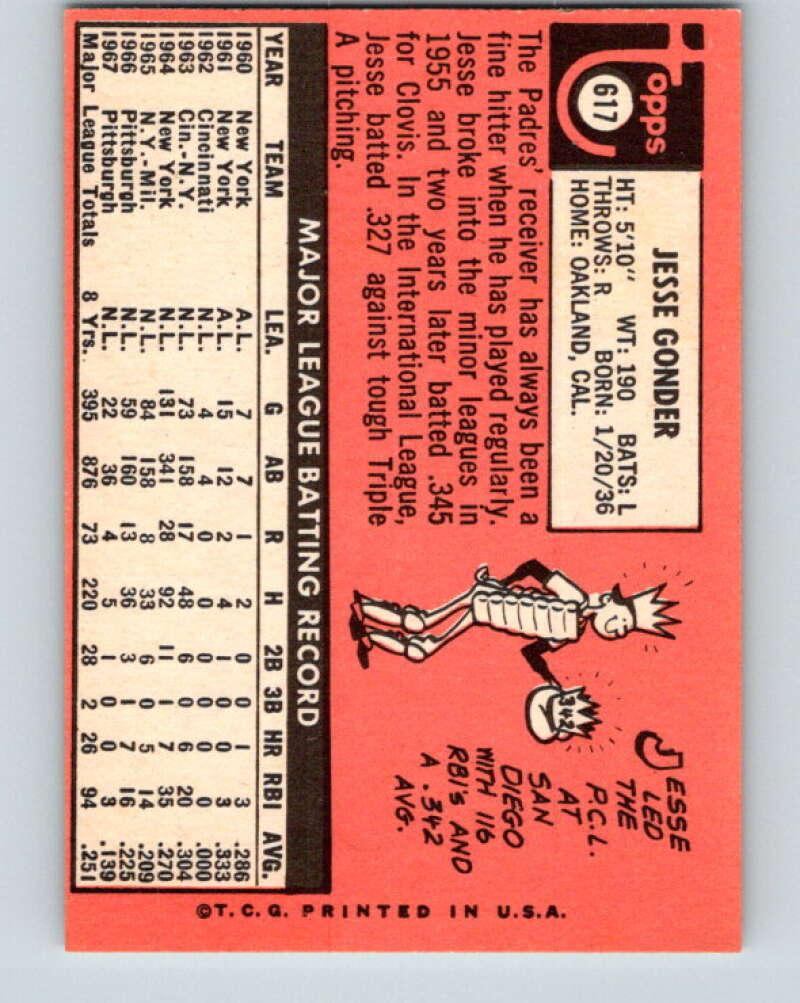 Topps
617
JESSE GONDER
HT: 5'10" WT: 190 BATS: L
THROWS: R BORN: 1/20/36
HOME: OAKLAND, CAL.
The Padres' receiver has always been a
fine hitter when he has played regularly.
Jesse broke into the minor leagues in
1955 and two years later batted .345
for Clovis. In the International League,
Jesse batted .327 against tough Triple
A pitching.
342
JESSE
LED
THE
P.C.L.
AT
SAN
DIEGO
WITH 116
RBI's AND
A .342
AVG.
MAJOR LEAGUE BATTING RECORD
YEAR TEAM LEA. G AB R H 2B 3B HR RBI AVG.
1960 New York A.L. 7 7 1 2 0 0 1 3 .286
1961 New York A.L. 15 12 2 4 1 0 0 3 .333
1962 Cincinnati N.L. 4 4 0 0 0 0 0 0 .000
1963 Cin.-N.Y. N.L. 73 158 17 48 6 0 6 20 .304
1964 New York N.L. 131 341 28 92 11 1 7 35 .270
1965 N.Y.-Mil. N.L. 84 158 8 33 6 0 5 14 .209
1966 Pittsburgh N.L. 59 160 13 36 3 1 7 16 .225
1967 Pittsburgh N.L. 22 36 4 5 1 0 0 3 .139
Major League Totals 8 Yrs. 395 876 73 220 28 2 26 94 .251
©T.C.G. PRINTED IN U.S.A.